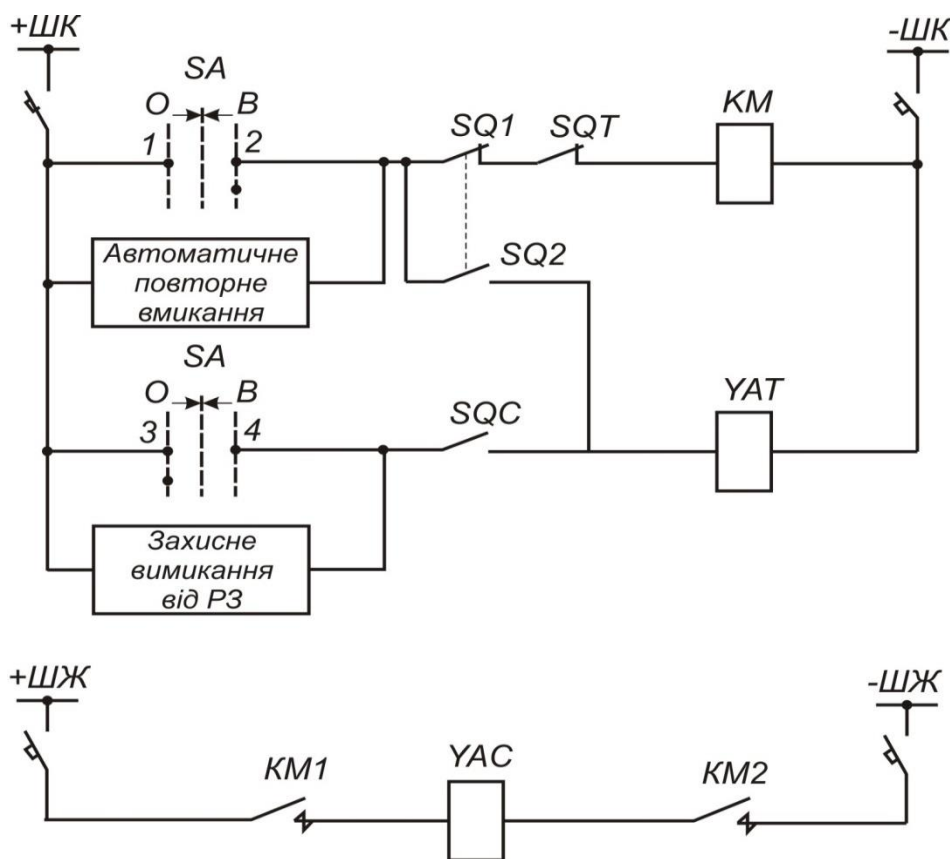 +ШК
-ШК
SA
O B
1 2
SQ1 SQT
KM
Автоматичне
повторне
вмикання
SQ2
SA
O B
3 4
SQC
YAT
Захисне
вимикання
від РЗ
+ШЖ
-ШЖ
KM1
YAC
KM2